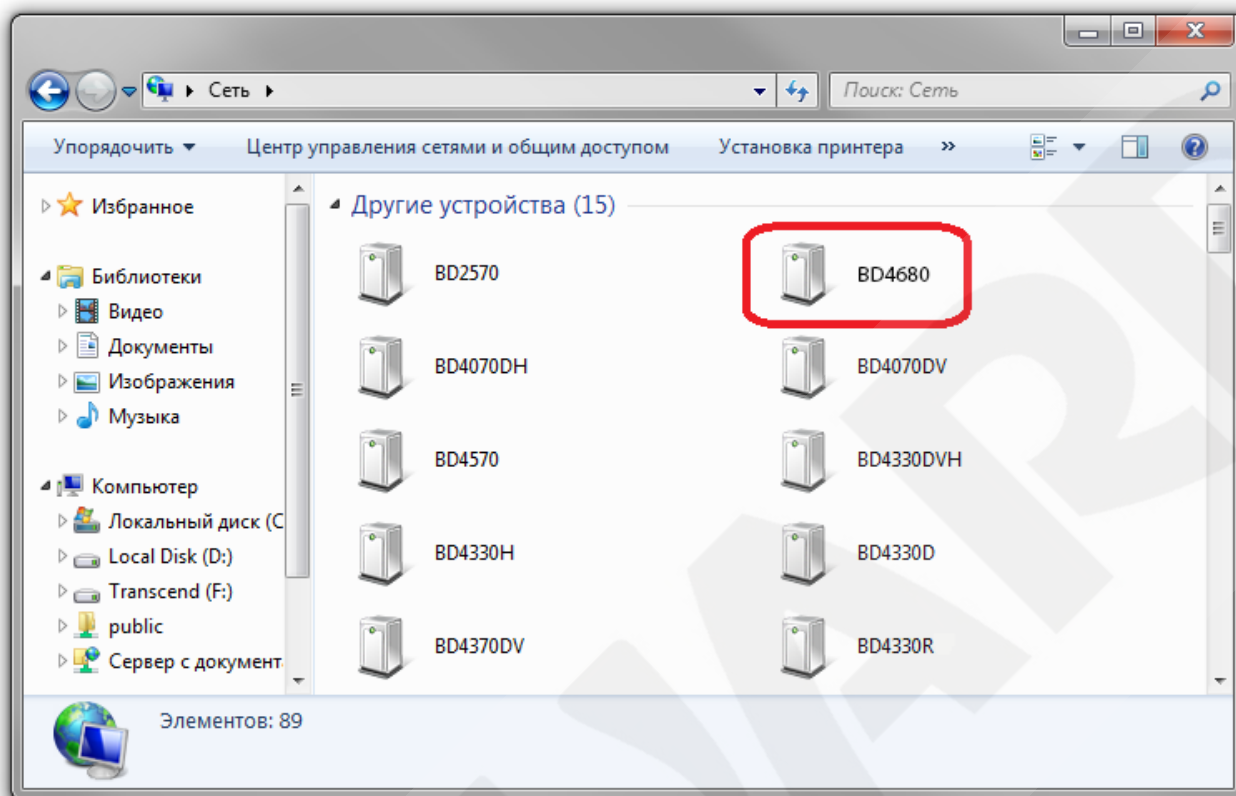 Сеть
Поиск: Сеть
Упорядочить Центр управления сетями и общим доступом Установка принтера »
Избранное
Библиотеки
Видео
Документы
Изображения
Музыка
Компьютер
Локальный диск (C
Local Disk (D:)
Transcend (F:)
public
Сервер с документ
Другие устройства (15)
BD2570
BD4680
BD4070DH
BD4070DV
BD4570
BD4330DVH
BD4330H
BD4330D
BD4370DV
BD4330R
Элементов: 89